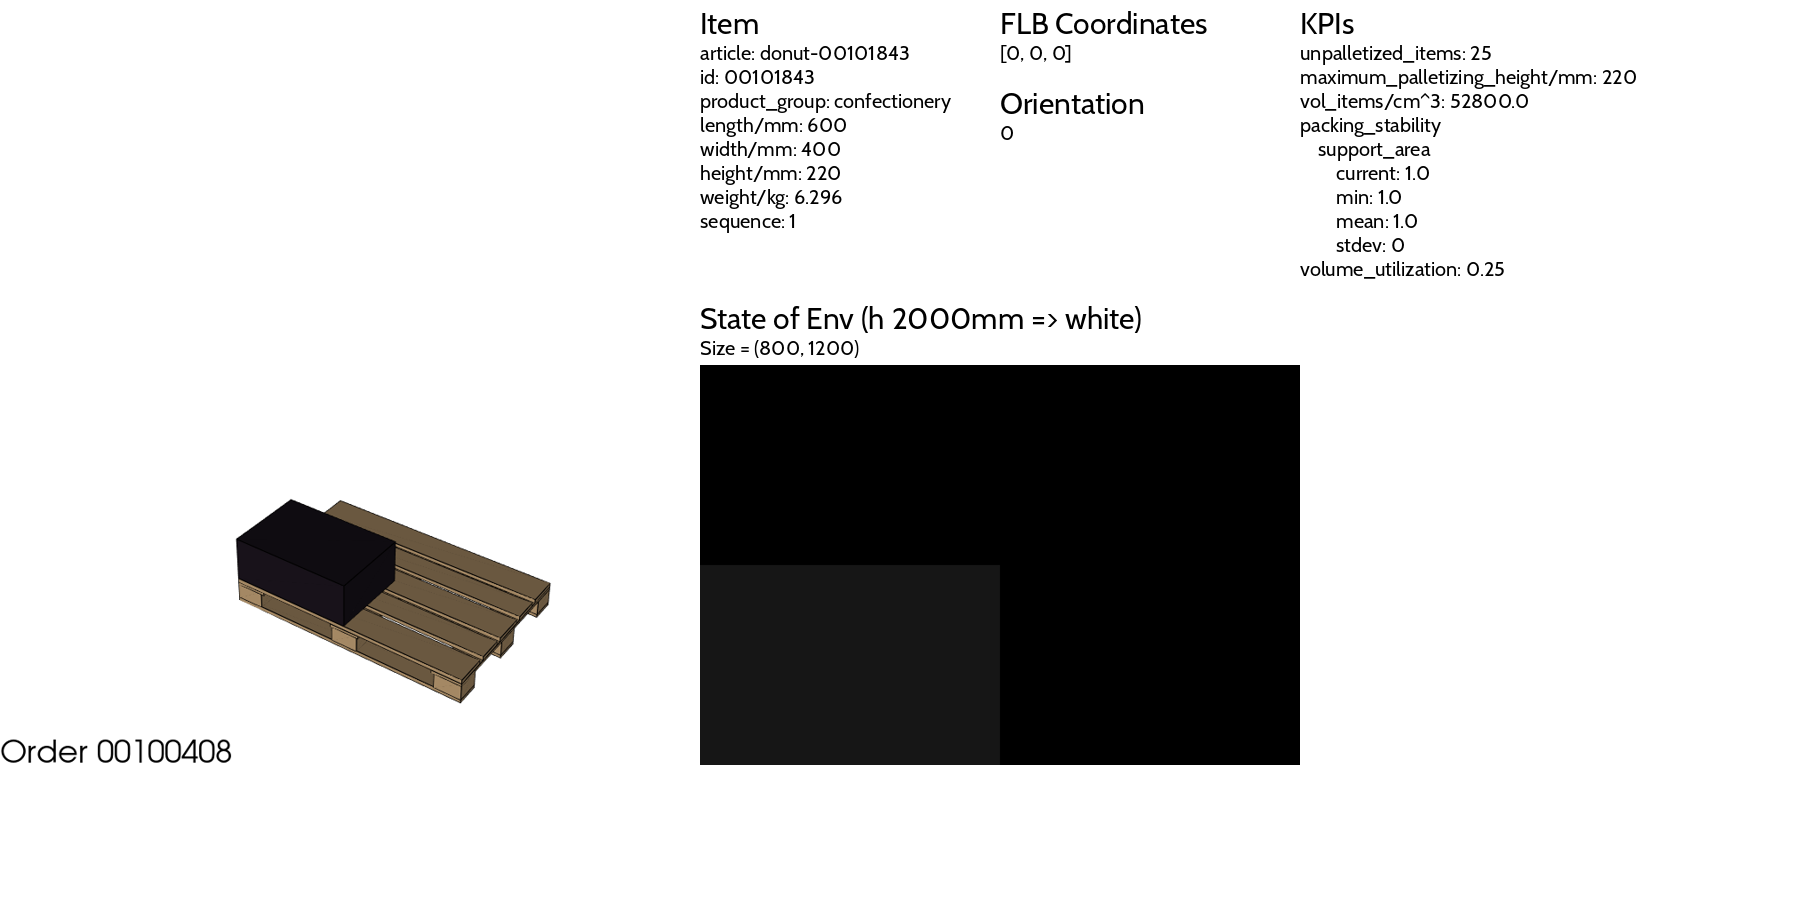 Item
article: donut-00101843
id: 00101843
product_group: confectionery
length/mm: 600
width/mm: 400
height/mm: 220
weight/kg: 6.296
sequence: 1
FLB Coordinates
[0, 0, 0]
Orientation
0
KPIs
unpalletized_items: 25
maximum_palletizing_height/mm: 220
vol_items/cm^3: 52800.0
packing_stability
support_area
current: 1.0
min: 1.0
mean: 1.0
stdev: 0
volume_utilization: 0.25
State of Env (h 2000mm => white)
Size = (800, 1200)
Order 00100408